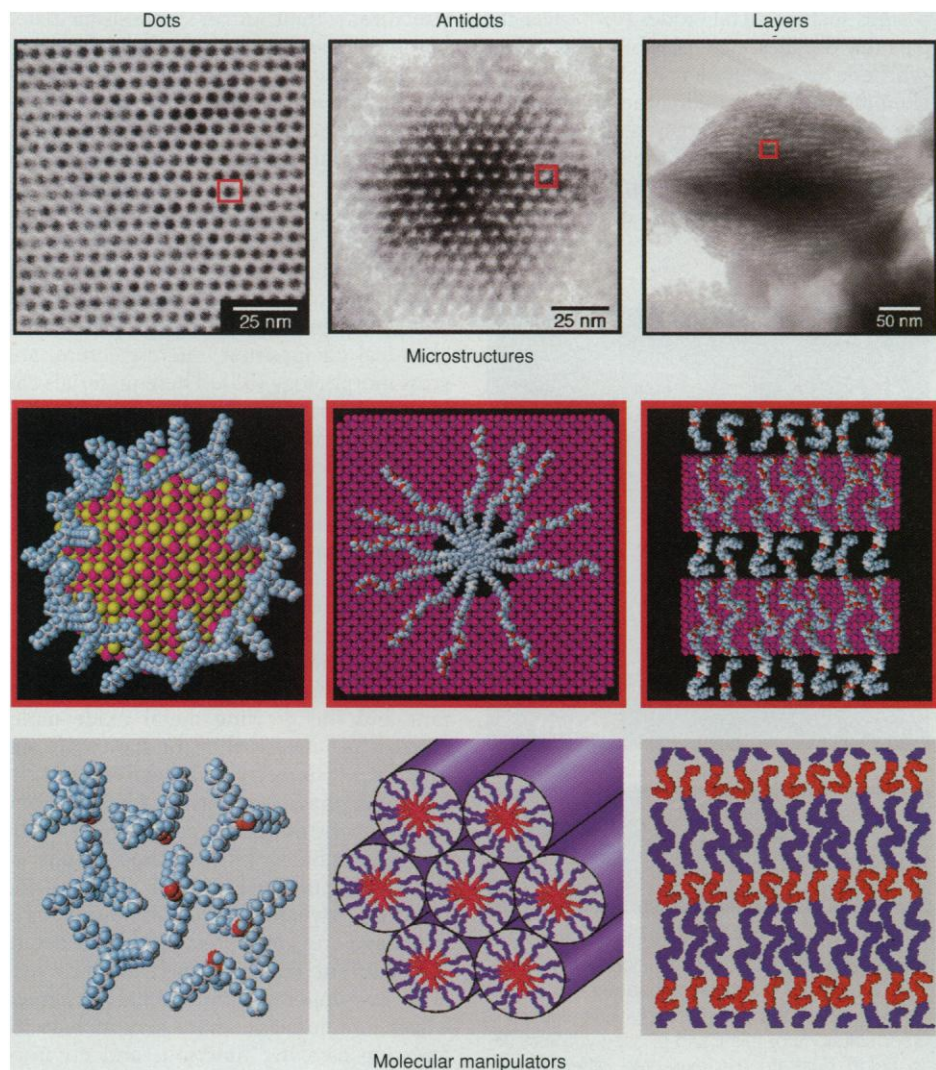 Dots
Antidots
Layers
25 nm
25 nm
50 nm
Microstructures
Molecular manipulators